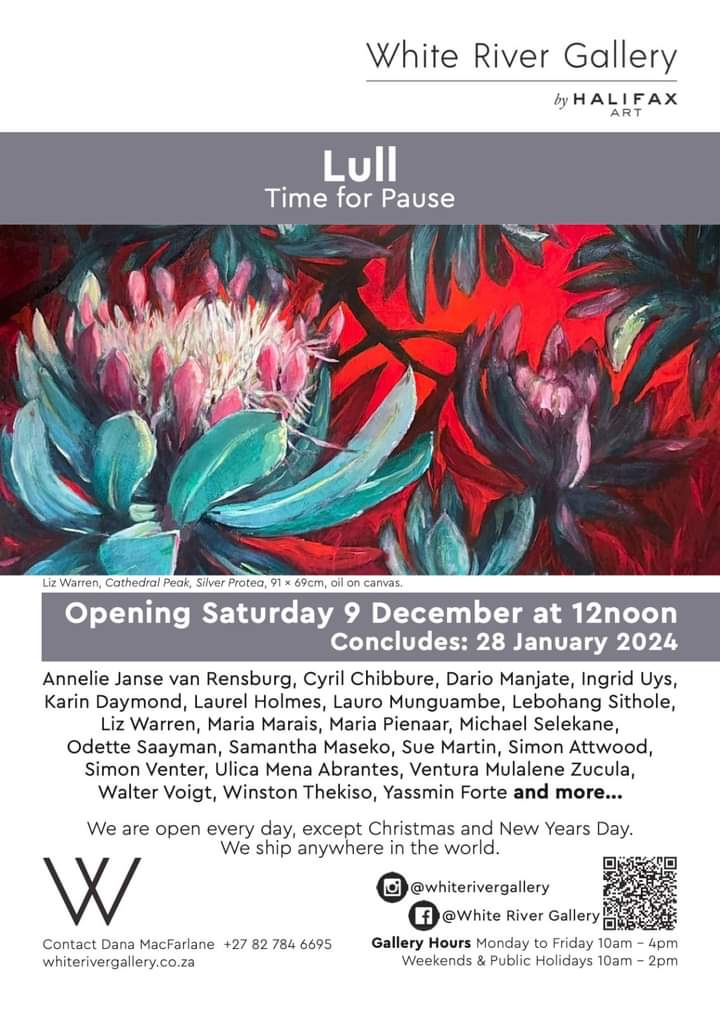 White River Gallery
by HALIFAX
ART
Lull
Time for Pause
Liz Warren, Cathedral Peak, Silver Protea, 91 × 69cm, oil on canvas.
Opening Saturday 9 December at 12noon
Concludes: 28 January 2024
Annelie Janse van Rensburg, Cyril Chibbure, Dario Manjate, Ingrid Uys,
Karin Daymond, Laurel Holmes, Lauro Munguambe, Lebohang Sithole,
Liz Warren, Maria Marais, Maria Pienaar, Michael Selekane,
Odette Saayman, Samantha Maseko, Sue Martin, Simon Attwood,
Simon Venter, Ulica Mena Abrantes, Ventura Mulalene Zucula,
Walter Voigt, Winston Thekiso, Yassmin Forte and more...
We are open every day, except Christmas and New Years Day.
We ship anywhere in the world.
W
@whiterivergallery
@White River Gallery
Contact Dana MacFarlane +27 82 784 6695
whiterivergallery.co.za
Gallery Hours Monday to Friday 10am – 4pm
Weekends & Public Holidays 10am – 2pm